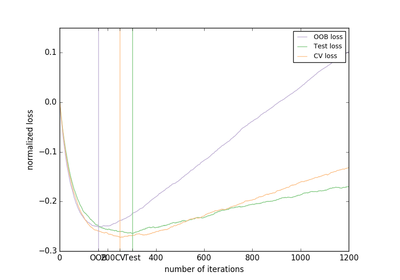 OOB loss
Test loss
CV loss
normalized loss
0.1
0.0
−0.1
−0.2
−0.3
0
OOB
200
CV
Test
400
600
800
1000
1200
number of iterations